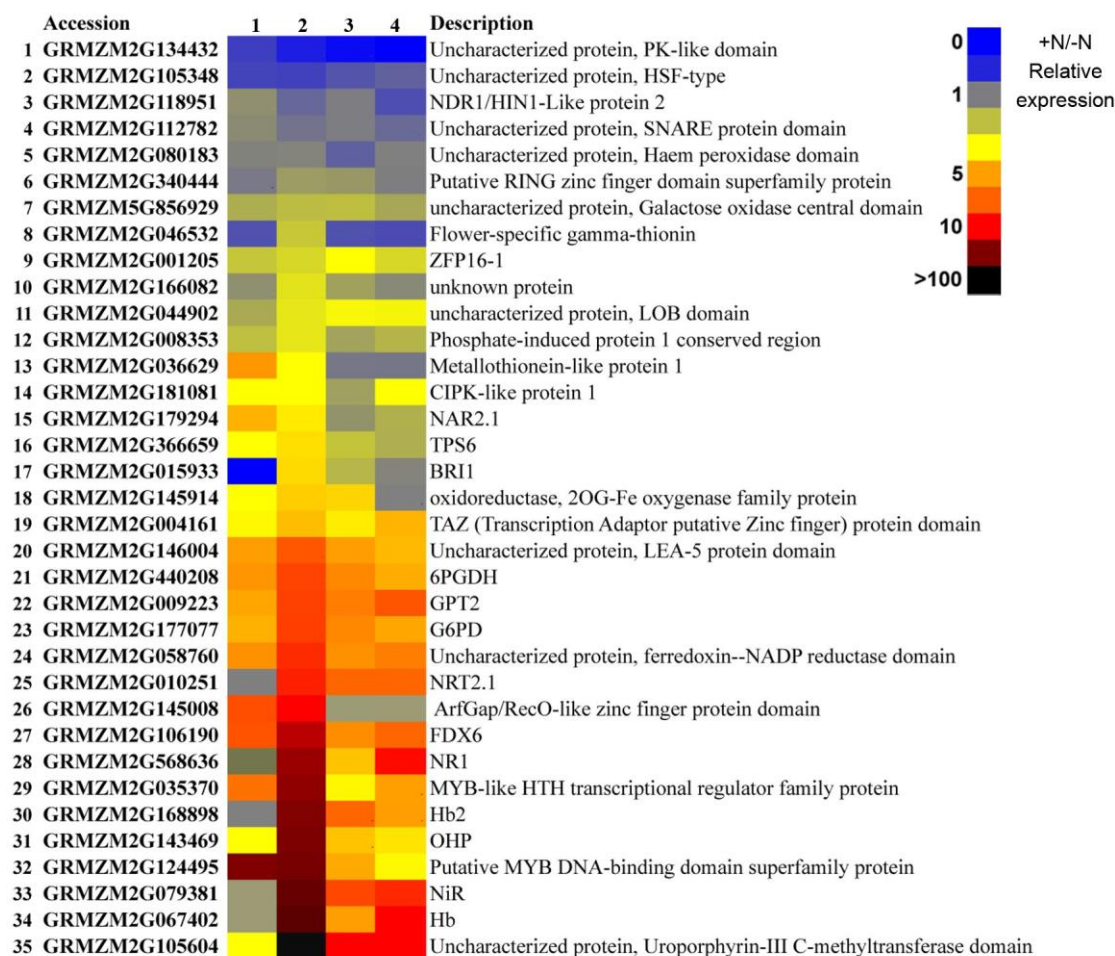 Accession 1 2 3 4 Description
1 GRMZM2G134432 Uncharacterized protein, PK-like domain
2 GRMZM2G105348 Uncharacterized protein, HSF-type
3 GRMZM2G118951 NDR1/HIN1-Like protein 2
4 GRMZM2G112782 Uncharacterized protein, SNARE protein domain
5 GRMZM2G080183 Uncharacterized protein, Haem peroxidase domain
6 GRMZM2G340444 Putative RING zinc finger domain superfamily protein
7 GRMZM5G856929 uncharacterized protein, Galactose oxidase central domain
8 GRMZM2G046532 Flower-specific gamma-thionin
9 GRMZM2G001205 ZFP16-1
10 GRMZM2G166082 unknown protein
11 GRMZM2G044902 uncharacterized protein, LOB domain
12 GRMZM2G008353 Phosphate-induced protein 1 conserved region
13 GRMZM2G036629 Metallothionein-like protein 1
14 GRMZM2G181081 CIPK-like protein 1
15 GRMZM2G179294 NAR2.1
16 GRMZM2G366659 TPS6
17 GRMZM2G015933 BRI1
18 GRMZM2G145914 oxidoreductase, 2OG-Fe oxygenase family protein
19 GRMZM2G004161 TAZ (Transcription Adaptor putative Zinc finger) protein domain
20 GRMZM2G146004 Uncharacterized protein, LEA-5 protein domain
21 GRMZM2G440208 6PGDH
22 GRMZM2G009223 GPT2
23 GRMZM2G177077 G6PD
24 GRMZM2G058760 Uncharacterized protein, ferredoxin--NADP reductase domain
25 GRMZM2G010251 NRT2.1
26 GRMZM2G145008 ArfGap/RecO-like zinc finger protein domain
27 GRMZM2G106190 FDX6
28 GRMZM2G568636 NR1
29 GRMZM2G035370 MYB-like HTH transcriptional regulator family protein
30 GRMZM2G168898 Hb2
31 GRMZM2G143469 OHP
32 GRMZM2G124495 Putative MYB DNA-binding domain superfamily protein
33 GRMZM2G079381 NiR
34 GRMZM2G067402 Hb
35 GRMZM2G105604 Uncharacterized protein, Uroporphyrin-III C-methyltransferase domain
0
1
5
10
>100
+N/-N
Relative
expression